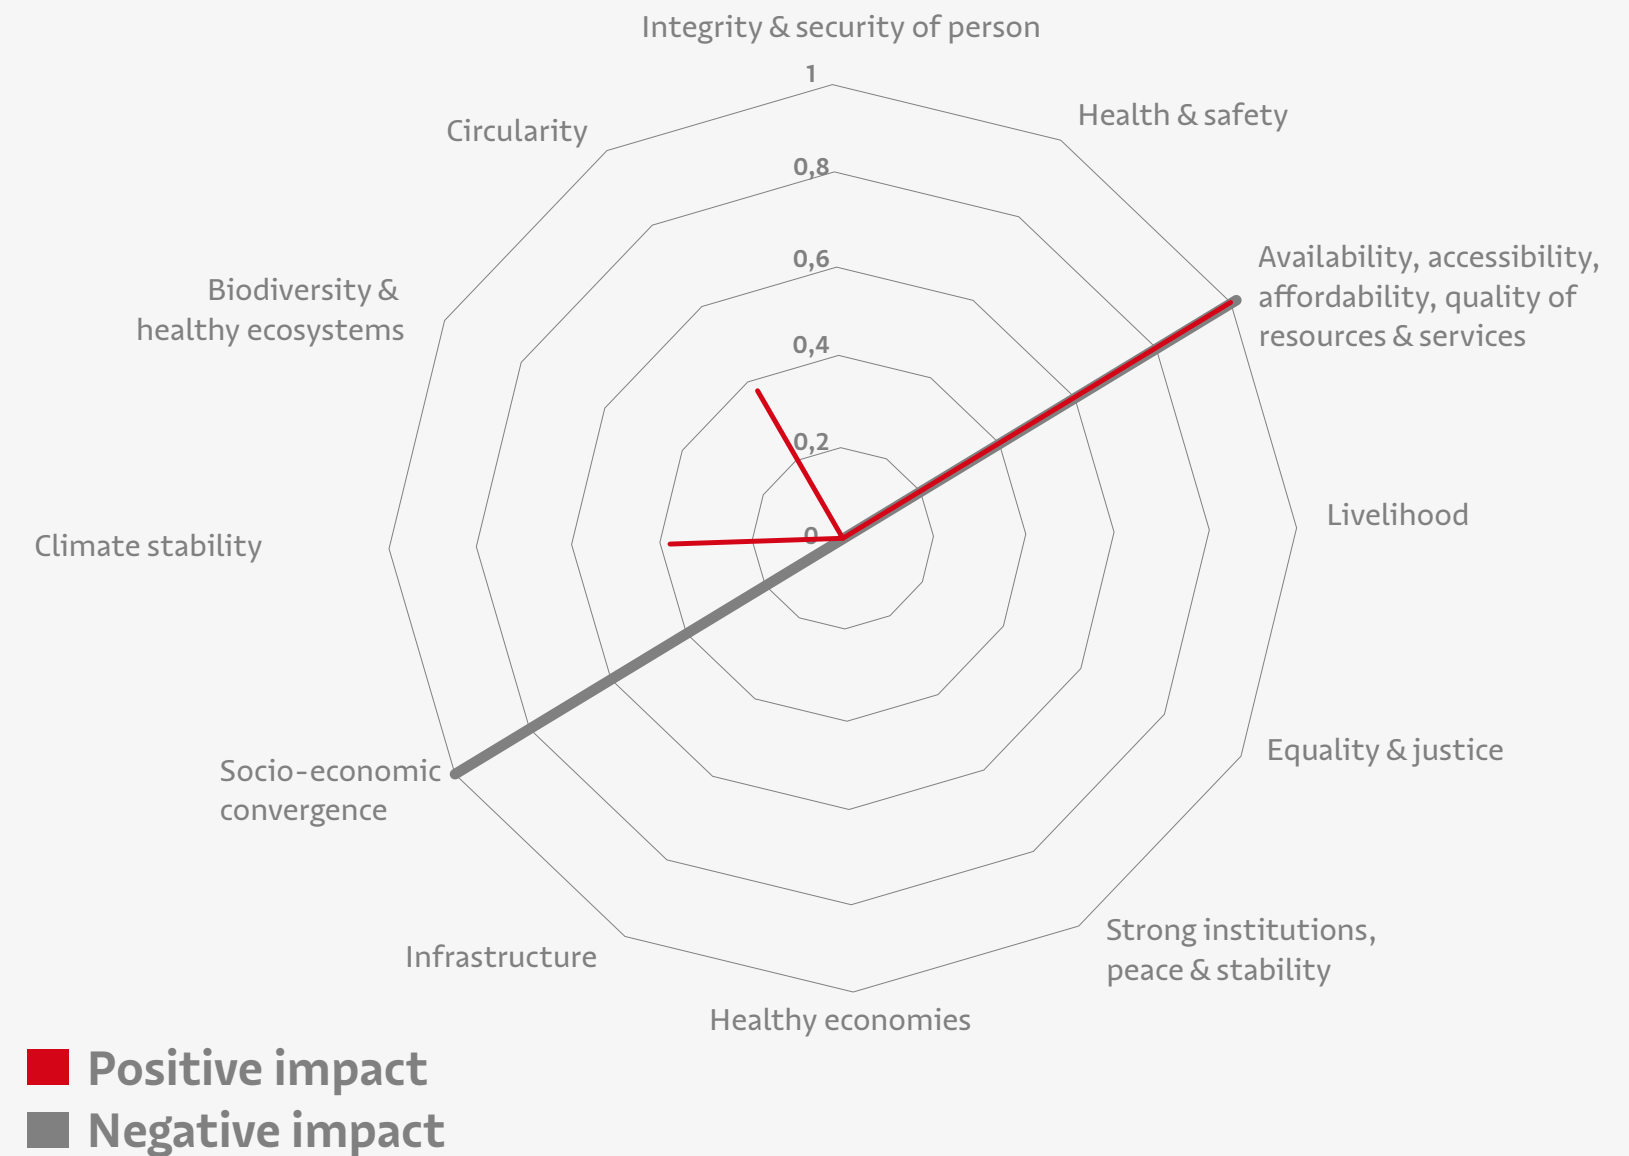 Integrity & security of person
1
Health & safety
Circularity
0,8
Availability, accessibility,
affordability, quality of
resources & services
0,6
Biodiversity &
healthy ecosystems
0,4
0,2
Livelihood
0
Climate stability
Equality & justice
Socio-economic
convergence
Strong institutions,
peace & stability
Infrastructure
Healthy economies
Positive impact
Negative impact